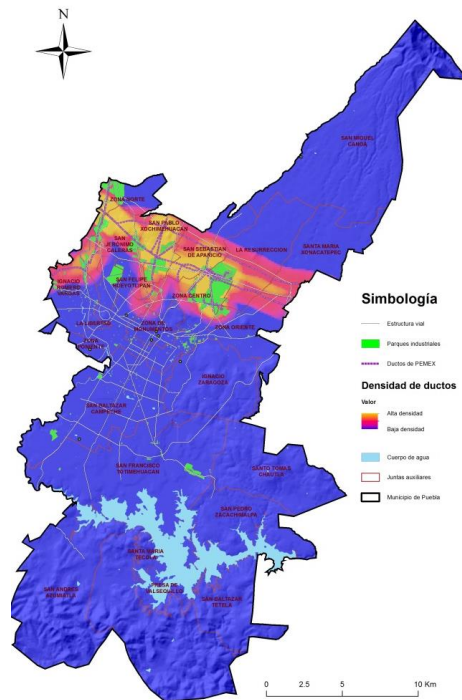 N
SAN MIGUEL
CANOA
ZONA NORTE
SAN PABLO
XOCHIMEHUACAN
SAN
JERONIMO
CALERAS
SAN SEBASTIAN
DE APARICIO
LA RESURRECCION
SANTA MARIA
XONACATEPEC
IGNACIO
ROMERO
VARGAS
SAN FELIPE
HUEYOTLIPAN
ZONA CENTRO
LA LIBERTAD
ZONA DE
MONUMENTOS
ZONA ORIENTE
ZONA
PONIENTE
IGNACIO
ZARAGOZA
SAN BALTAZAR
CAMPECHE
SAN FRANCISCO
TOTIMEHUACAN
SANTO TOMAS
CHAUTLA
SAN PEDRO
ZACACHIMALPA
SANTA MARIA
TECOLA
PRESA DE
VALSEQUILLO
SAN ANDRES
AZUMIATLA
SAN BALTAZAR
TETELA
Simbología
Estructura vial
Parques industriales
Ductos de PEMEX
Densidad de ductos
Valor
Alta densidad
Baja densidad
Cuerpo de agua
Juntas auxiliares
Municipio de Puebla
0 2.5 5 10 Km